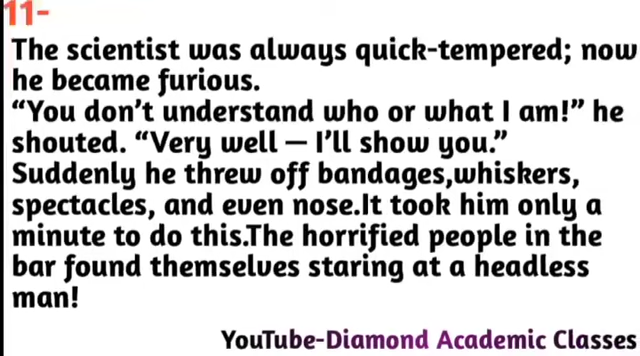 11-
The scientist was always quick-tempered; now
he became furious.
“You don’t understand who or what I am!” he
shouted. “Very well — I’ll show you.”
Suddenly he threw off bandages,whiskers,
spectacles, and even nose.It took him only a
minute to do this.The horrified people in the
bar found themselves staring at a headless
man!
YouTube-Diamond Academic Classes